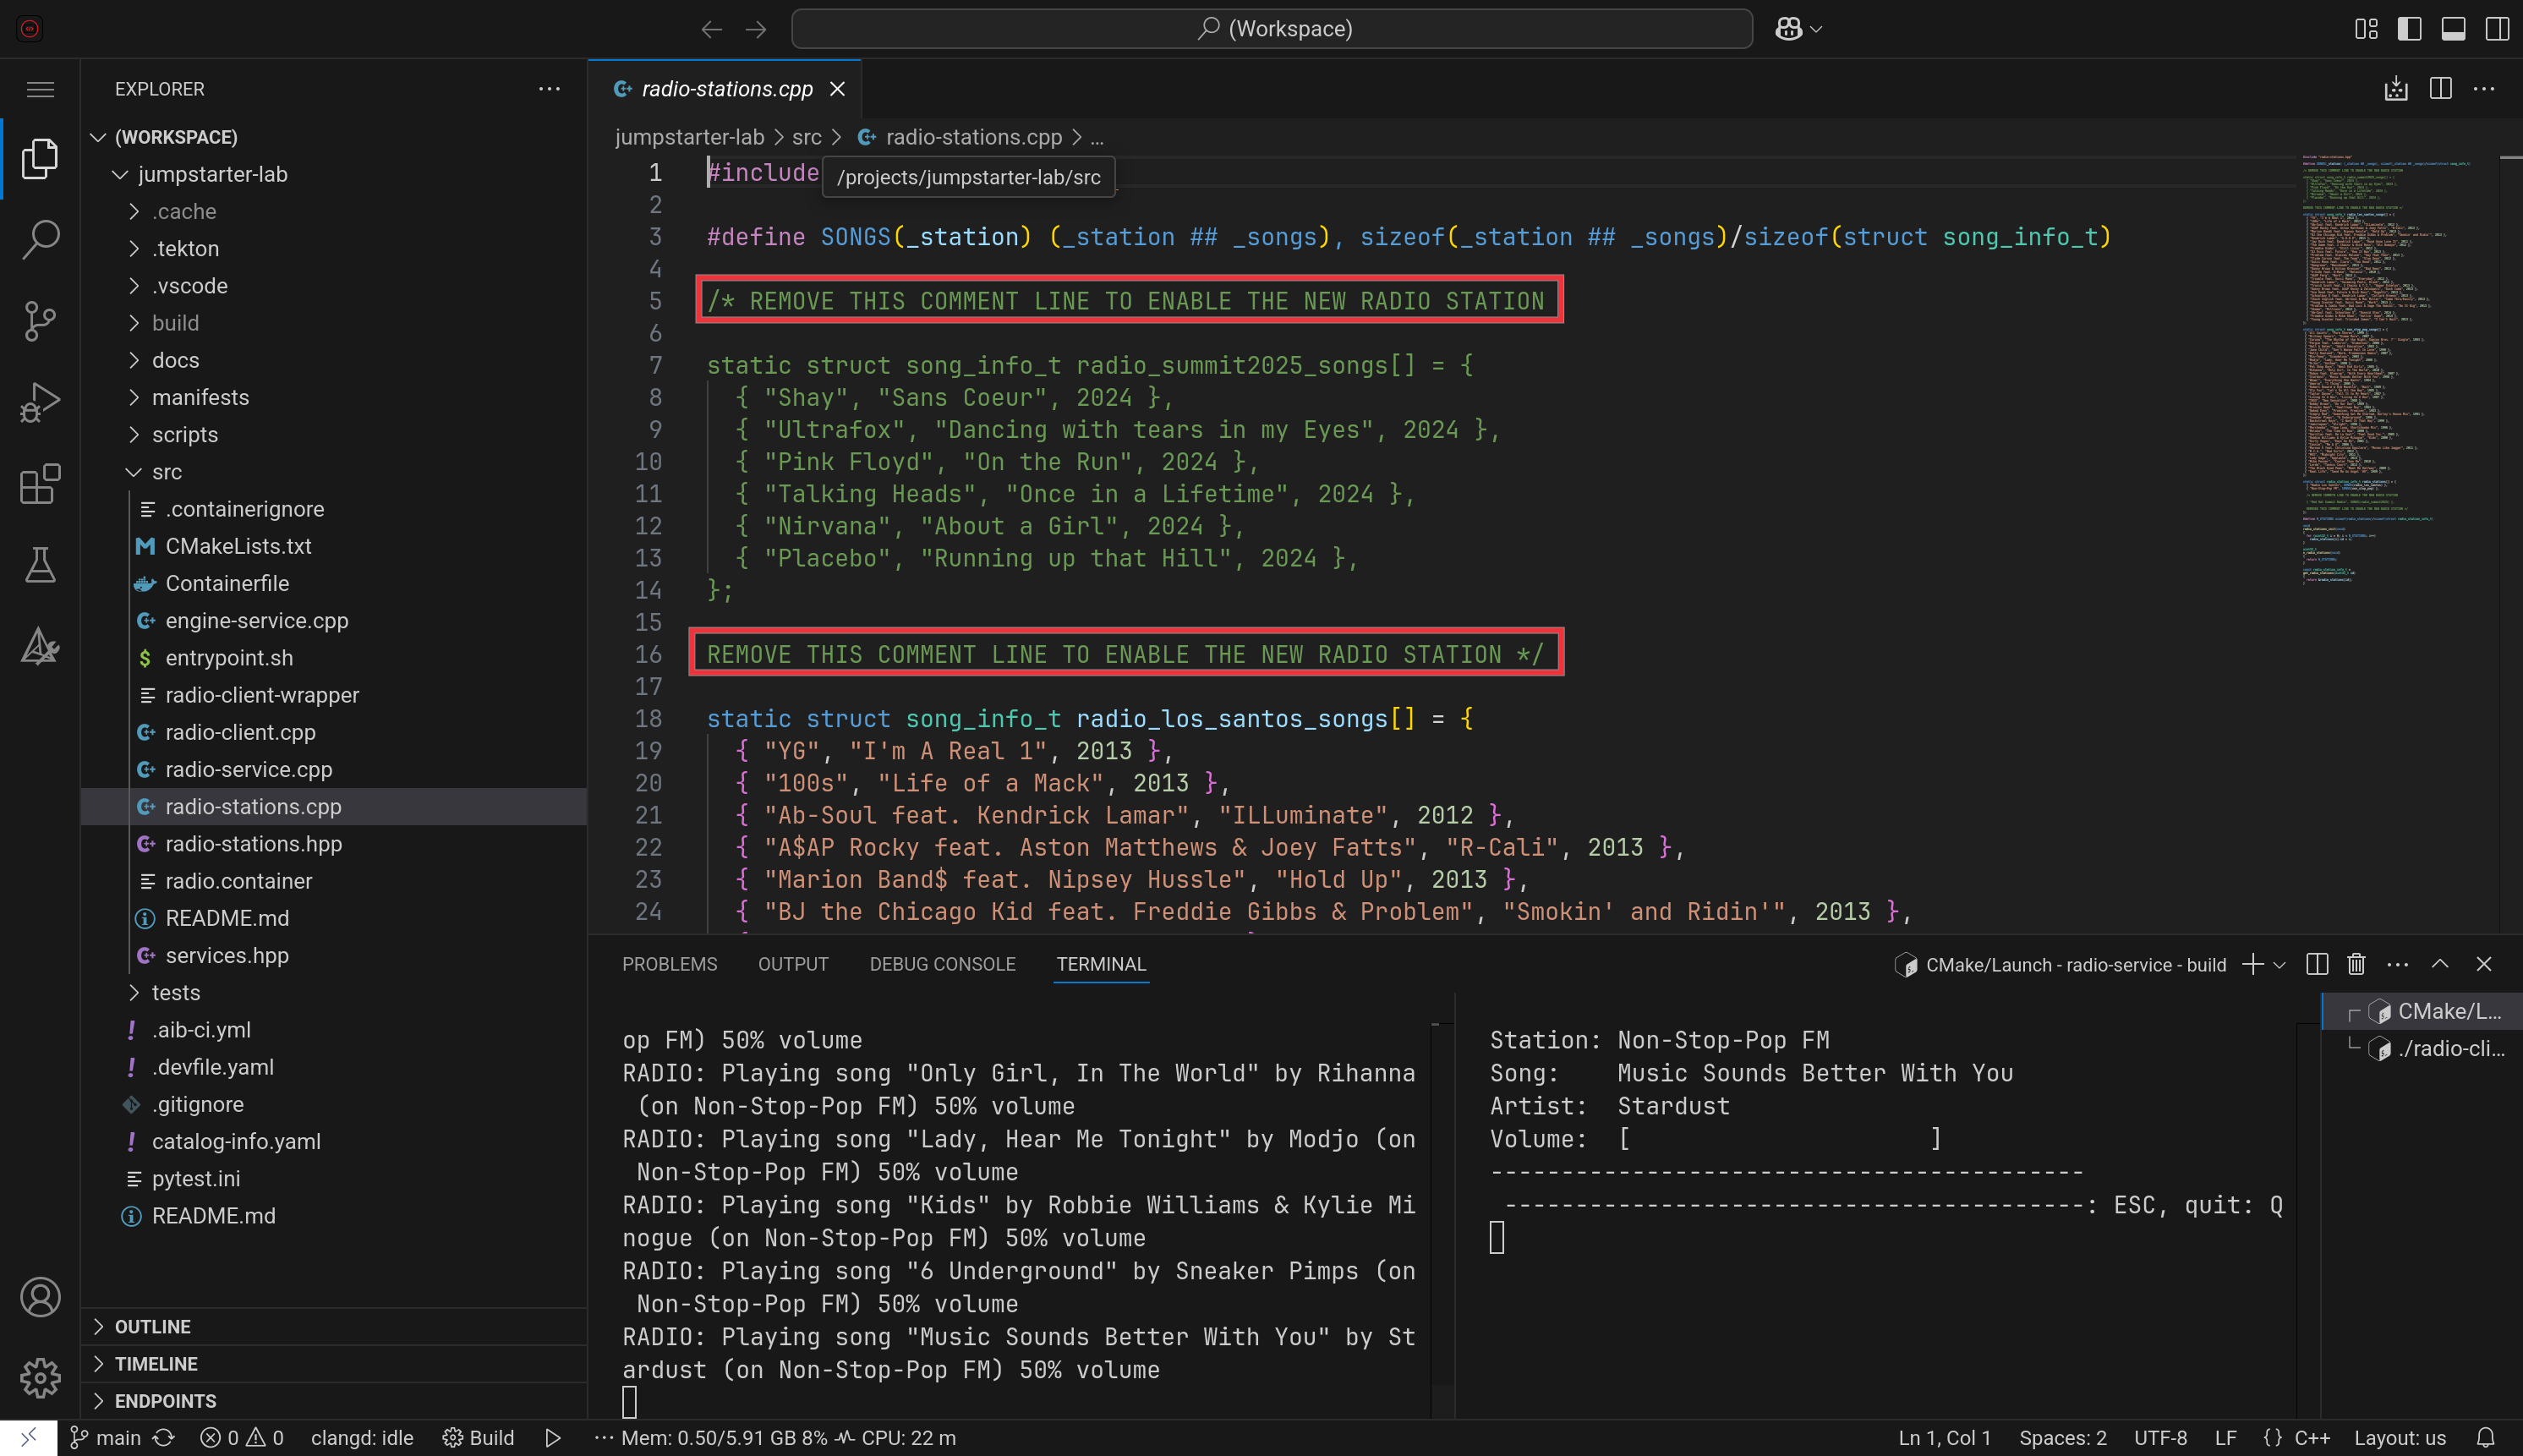 (Workspace)
EXPLORER
(WORKSPACE)
jumpstarter-lab
.cache
.tekton
.vscode
build
docs
manifests
scripts
src
.containerignore
CMakeLists.txt
Containerfile
engine-service.cpp
entrypoint.sh
radio-client-wrapper
radio-client.cpp
radio-service.cpp
radio-stations.cpp
radio-stations.hpp
radio.container
README.md
services.hpp
tests
.aib-ci.yml
.devfile.yaml
.gitignore
catalog-info.yaml
pytest.ini
README.md
OUTLINE
TIMELINE
ENDPOINTS
radio-stations.cpp
jumpstarter-lab > src > radio-stations.cpp > ...
/projects/jumpstarter-lab/src
1 #include
2
3 #define SONGS(_station) (_station ## _songs), sizeof(_station ## _songs)/sizeof(struct song_info_t)
4
5 /* REMOVE THIS COMMENT LINE TO ENABLE THE NEW RADIO STATION
6
7 static struct song_info_t radio_summit2025_songs[] = {
8 { "Shay", "Sans Coeur", 2024 },
9 { "Ultrafox", "Dancing with tears in my Eyes", 2024 },
10 { "Pink Floyd", "On the Run", 2024 },
11 { "Talking Heads", "Once in a Lifetime", 2024 },
12 { "Nirvana", "About a Girl", 2024 },
13 { "Placebo", "Running up that Hill", 2024 },
14 };
15
16 REMOVE THIS COMMENT LINE TO ENABLE THE NEW RADIO STATION */
17
18 static struct song_info_t radio_los_santos_songs[] = {
19 { "YG", "I'm A Real 1", 2013 },
20 { "100s", "Life of a Mack", 2013 },
21 { "Ab-Soul feat. Kendrick Lamar", "ILLuminate", 2012 },
22 { "A$AP Rocky feat. Aston Matthews & Joey Fatts", "R-Cali", 2013 },
23 { "Marion Band$ feat. Nipsey Hussle", "Hold Up", 2013 },
24 { "BJ the Chicago Kid feat. Freddie Gibbs & Problem", "Smokin' and Ridin'", 2013 },
PROBLEMS OUTPUT DEBUG CONSOLE TERMINAL
CMake/Launch - radio-service - build
op FM) 50% volume
RADIO: Playing song "Only Girl, In The World" by Rihanna
(on Non-Stop-Pop FM) 50% volume
RADIO: Playing song "Lady, Hear Me Tonight" by Modjo (on
Non-Stop-Pop FM) 50% volume
RADIO: Playing song "Kids" by Robbie Williams & Kylie Mi
nogue (on Non-Stop-Pop FM) 50% volume
RADIO: Playing song "6 Underground" by Sneaker Pimps (on
Non-Stop-Pop FM) 50% volume
RADIO: Playing song "Music Sounds Better With You" by St
ardust (on Non-Stop-Pop FM) 50% volume
Station: Non-Stop-Pop FM
Song: Music Sounds Better With You
Artist: Stardust
Volume: [ ]
------------------------------------------
-----------------------------------------: ESC, quit: Q
CMake/L...
./radio-cli...
main
0 0
clangd: idle
Build
Mem: 0.50/5.91 GB 8% CPU: 22 m
Ln 1, Col 1
Spaces: 2
UTF-8
LF
{} C++
Layout: us